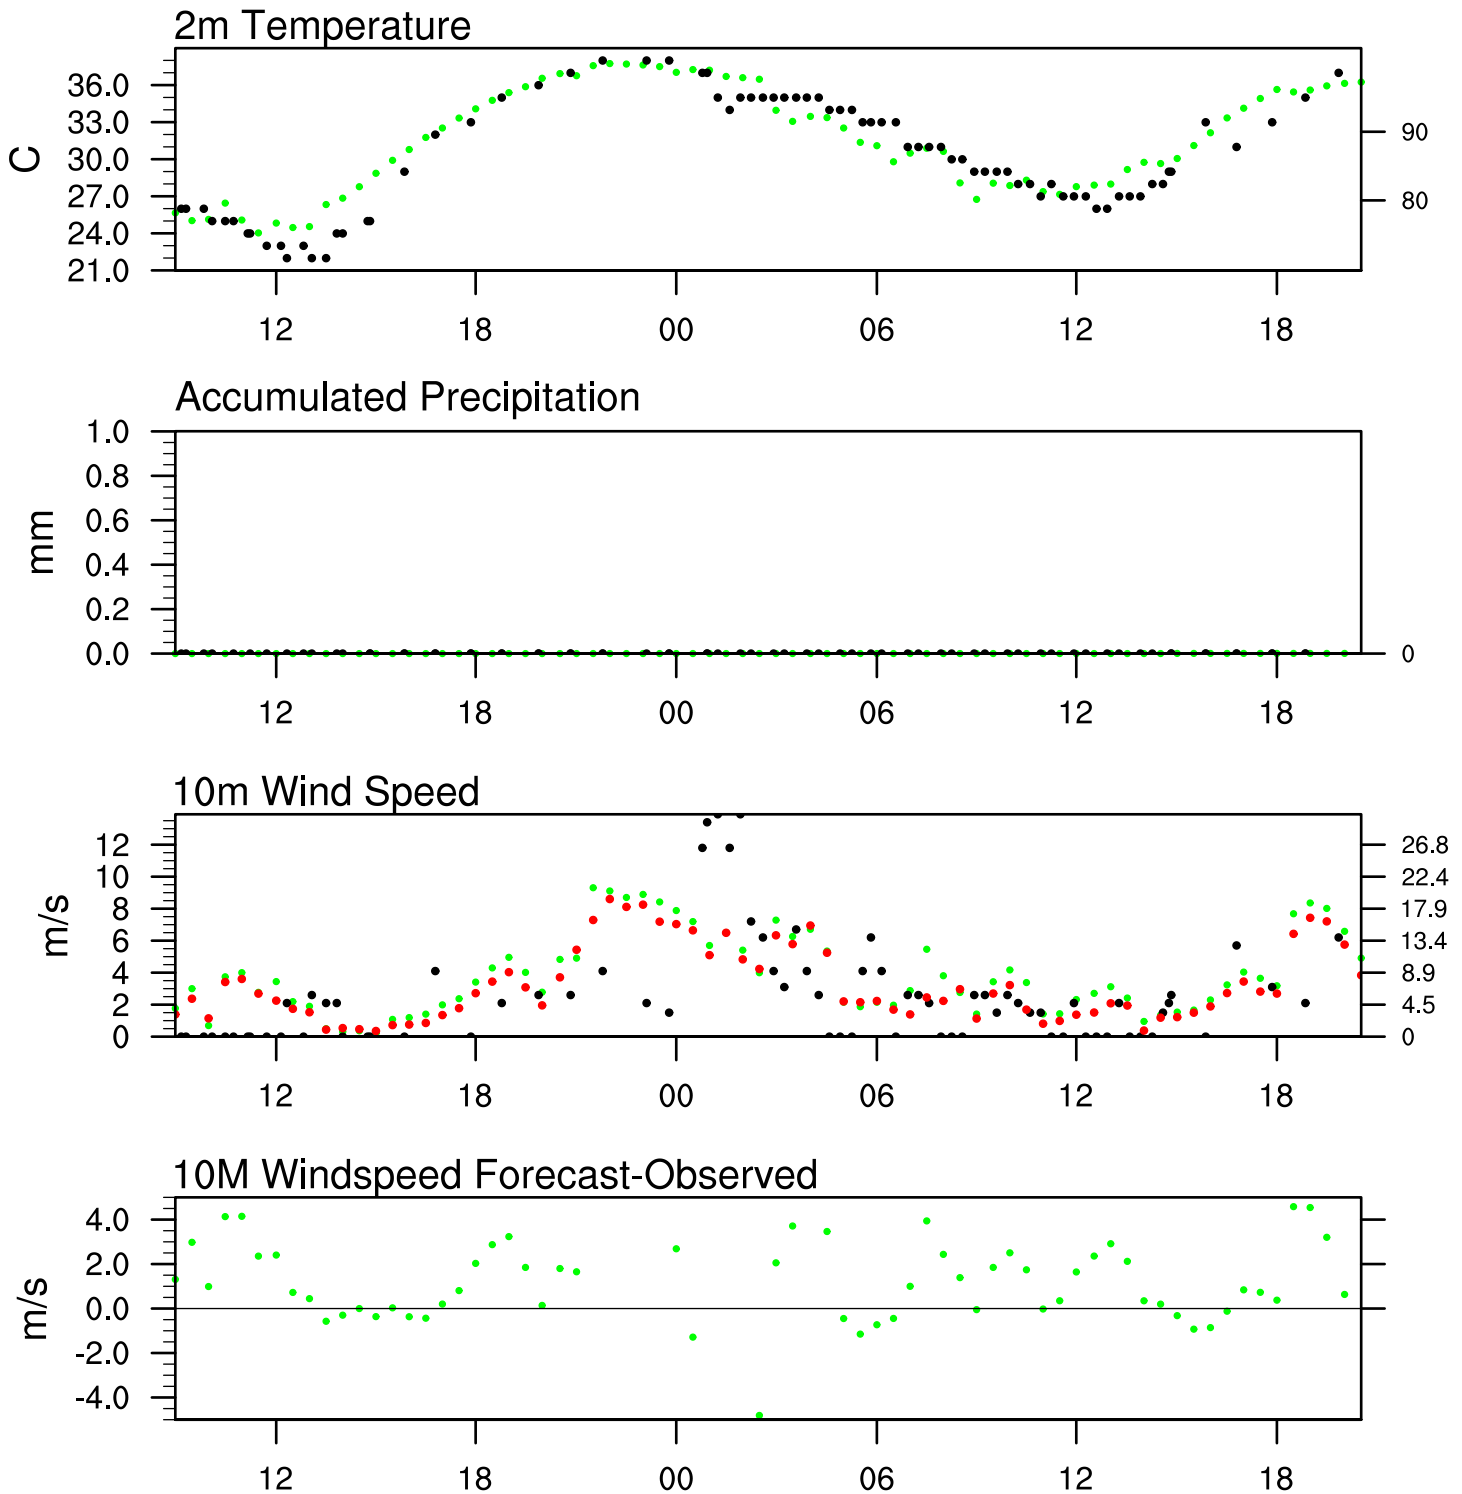 2m Temperature
C
36.0
33.0
30.0
27.0
24.0
21.0
90
80
12 18 00 06 12 18
Accumulated Precipitation
mm
1.0
0.8
0.6
0.4
0.2
0.0
0
12 18 00 06 12 18
10m Wind Speed
m/s
12
10
8
6
4
2
0
26.8
22.4
17.9
13.4
8.9
4.5
0
12 18 00 06 12 18
10M Windspeed Forecast-Observed
m/s
4.0
2.0
0.0
-2.0
-4.0
12 18 00 06 12 18